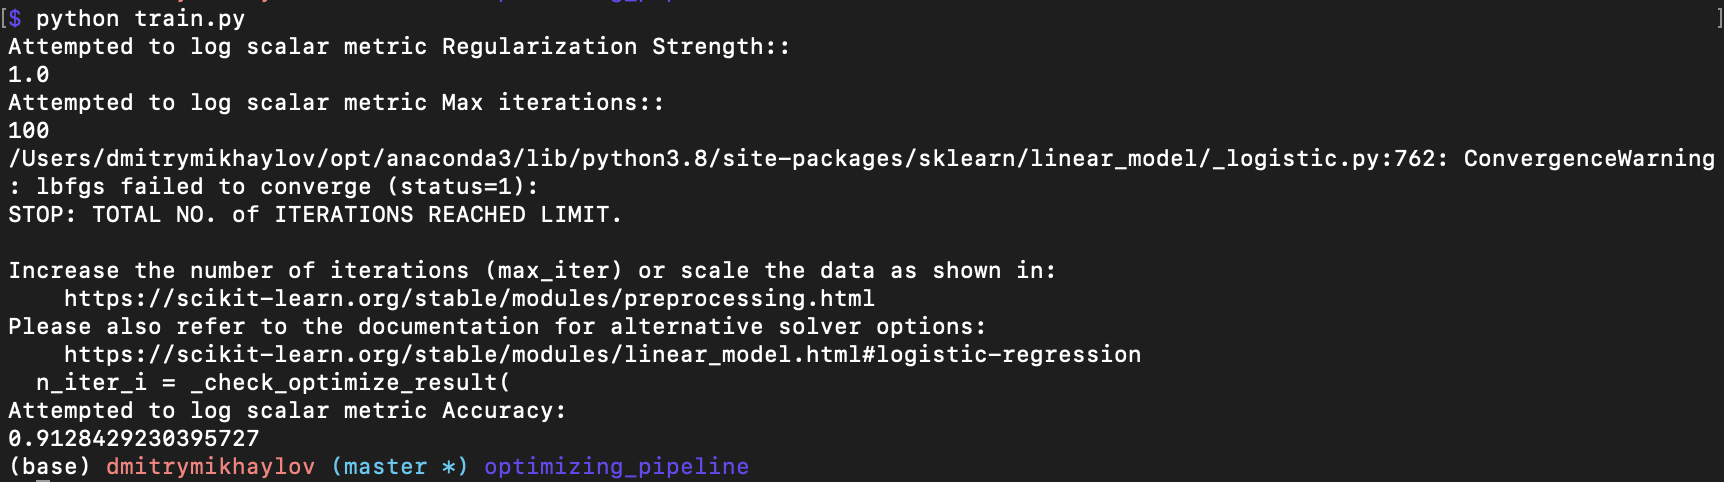 [$ python train.py ]
Attempted to log scalar metric Regularization Strength::
1.0
Attempted to log scalar metric Max iterations::
100
/Users/dmitrymikhaylov/opt/anaconda3/lib/python3.8/site-packages/sklearn/linear_model/_logistic.py:762: ConvergenceWarning
: lbfgs failed to converge (status=1):
STOP: TOTAL NO. of ITERATIONS REACHED LIMIT.

Increase the number of iterations (max_iter) or scale the data as shown in:
    https://scikit-learn.org/stable/modules/preprocessing.html
Please also refer to the documentation for alternative solver options:
    https://scikit-learn.org/stable/modules/linear_model.html#logistic-regression
  n_iter_i = _check_optimize_result(
Attempted to log scalar metric Accuracy:
0.9128429230395727
(base) dmitrymikhaylov (master *) optimizing_pipeline